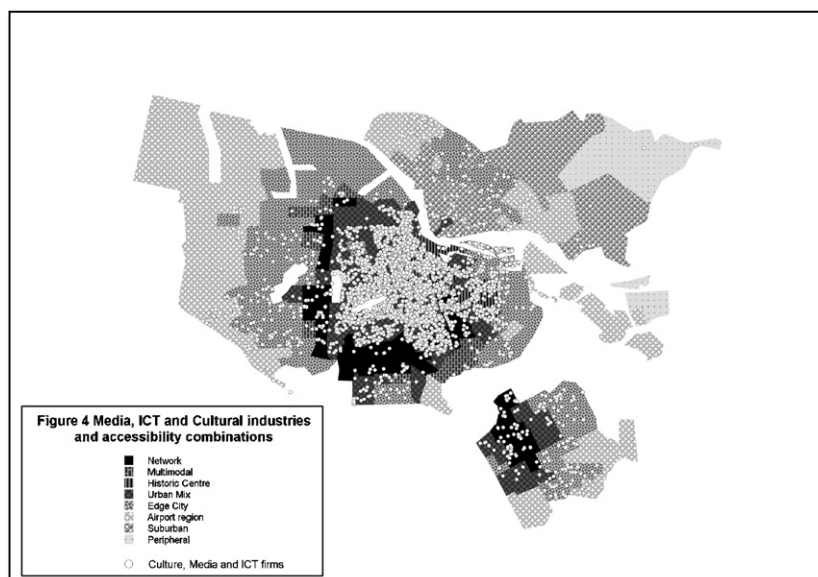 Figure 4 Media, ICT and Cultural industries
and accessibility combinations
Network
Multimodal
Historic Centre
Urban Mix
Edge City
Airport region
Suburban
Peripheral
Culture, Media and ICT firms